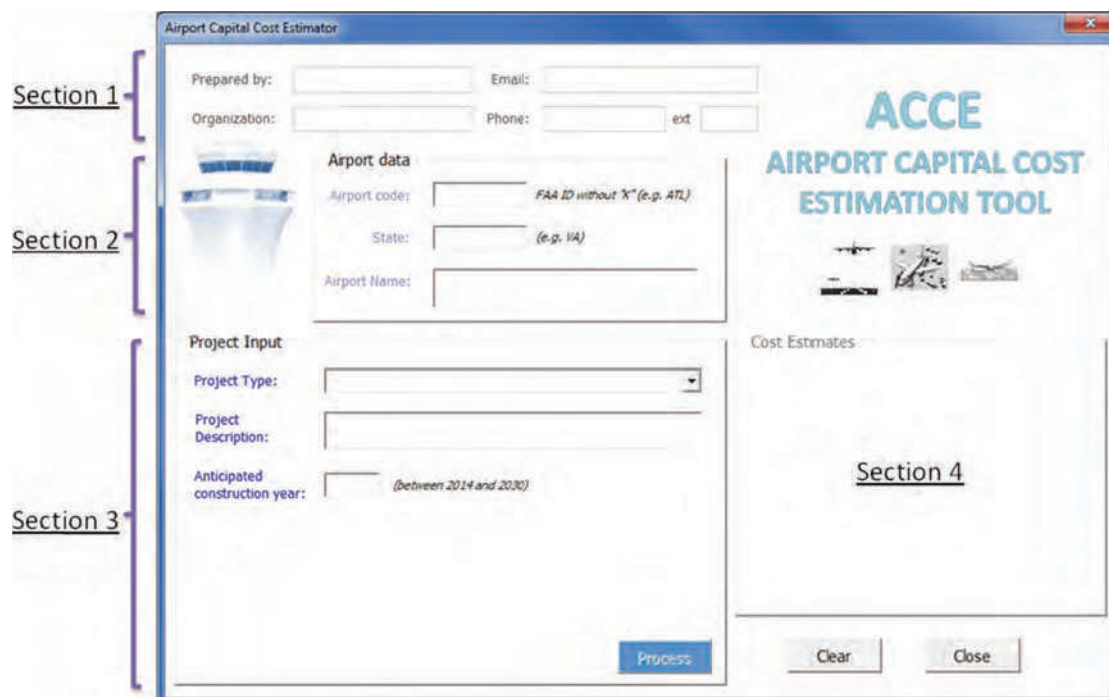 Airport Capital Cost Estimator
Section 1
Prepared by:
Email:
Organization:
Phone:
ext
ACCE
AIRPORT CAPITAL COST
ESTIMATION TOOL
Section 2
Airport data
Airport code:
FAA ID without "K" (e.g. ATL)
State:
(e.g. VA)
Airport Name:
Section 3
Project Input
Project Type:
Project
Description:
Anticipated
construction year:
(between 2014 and 2030)
Process
Cost Estimates
Section 4
Clear
Close